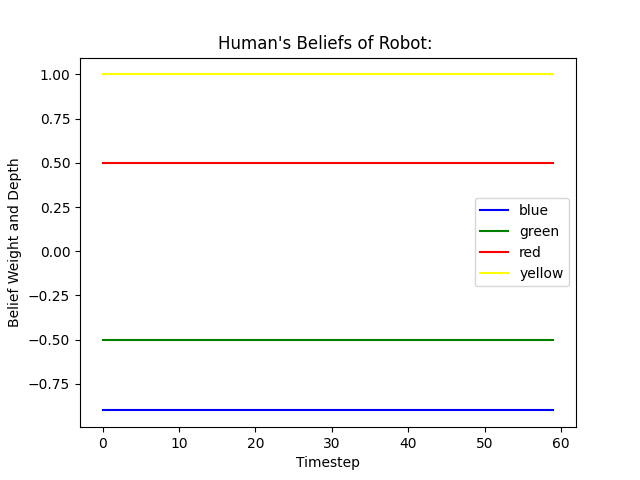 Human's Beliefs of Robot:
Belief Weight and Depth
1.00
0.75
0.50
0.25
0.00
−0.25
−0.50
−0.75
blue
green
red
yellow
0 10 20 30 40 50 60
Timestep